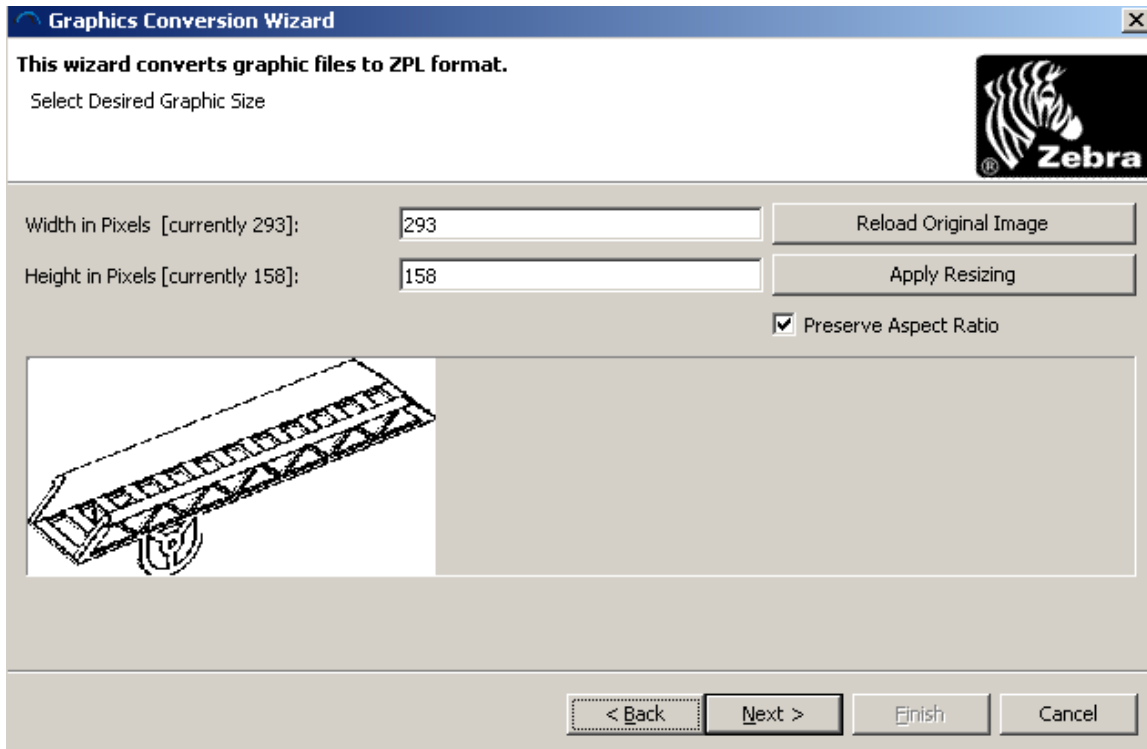 Graphics Conversion Wizard
This wizard converts graphic files to ZPL format.
Select Desired Graphic Size
® Zebra
Width in Pixels [currently 293]: 293 Reload Original Image
Height in Pixels [currently 158]: 158 Apply Resizing
Preserve Aspect Ratio
< Back Next > Finish Cancel